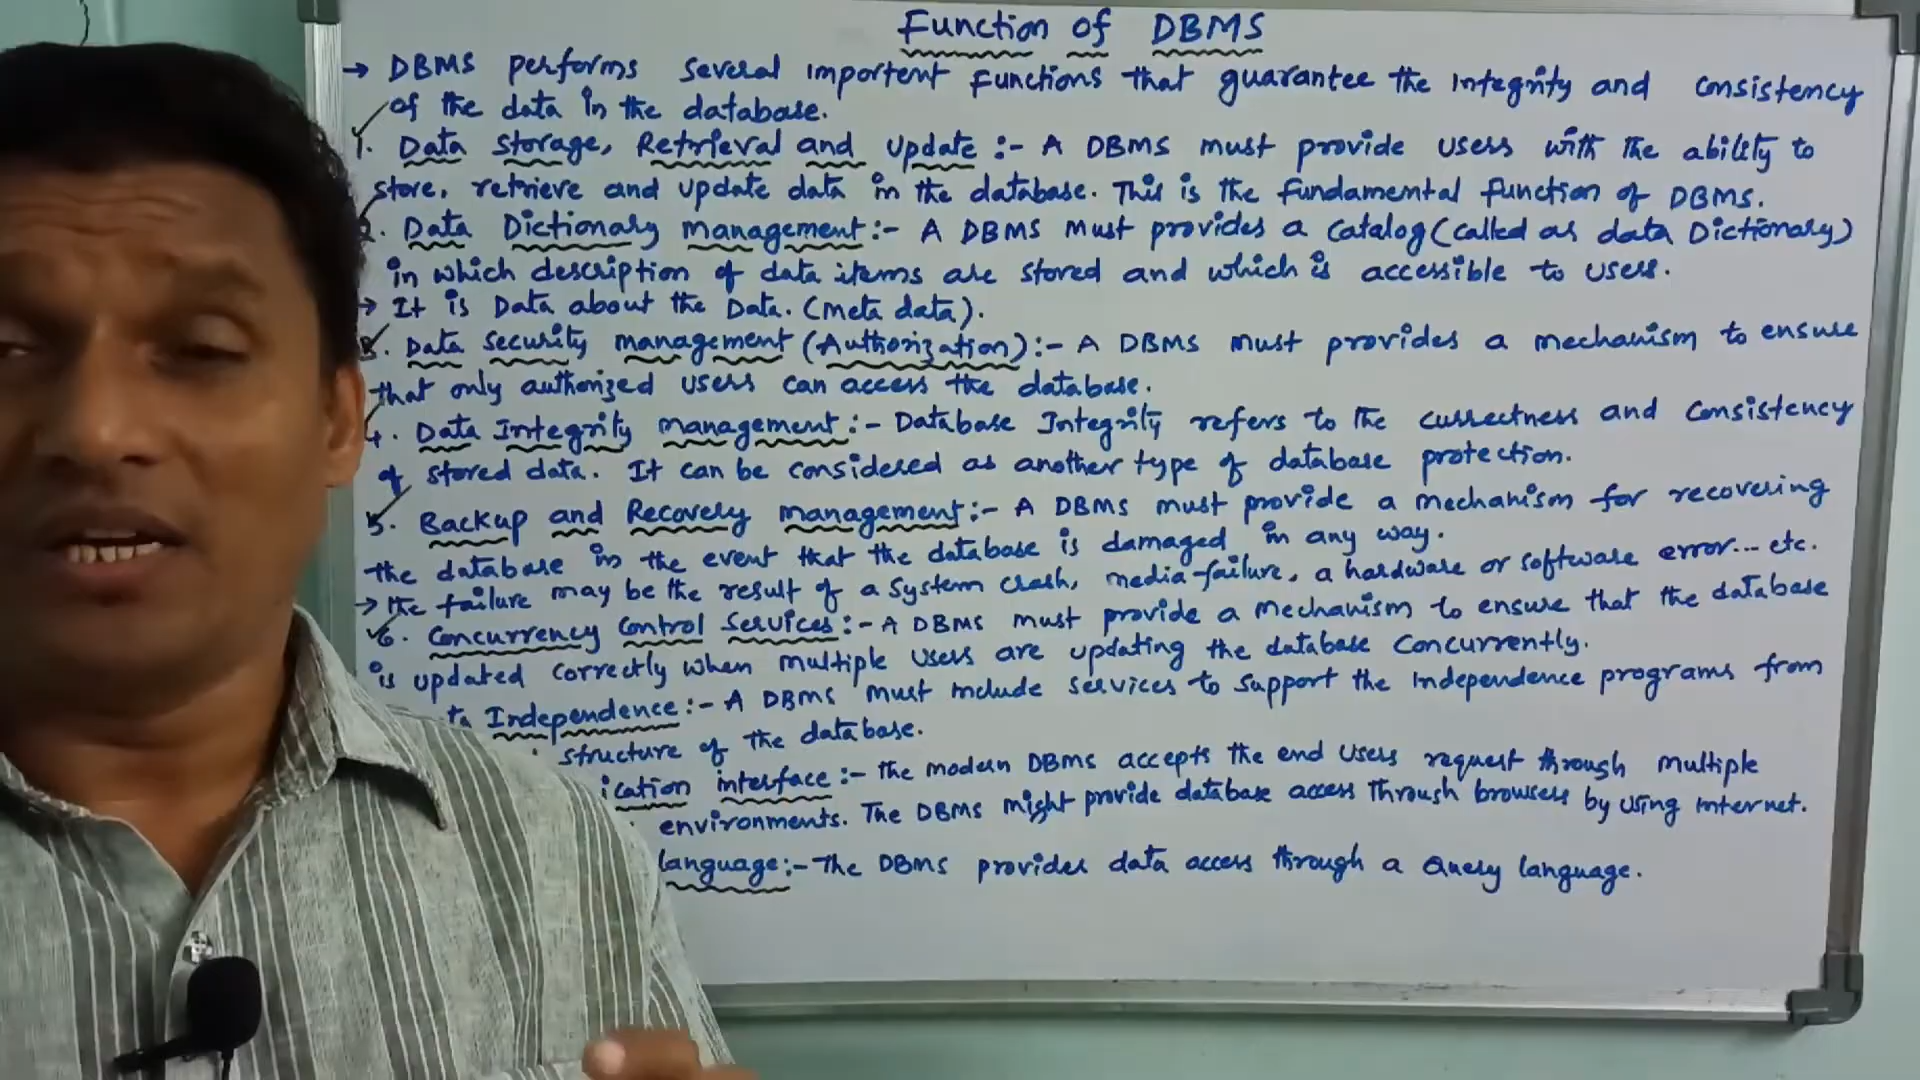 Function of DBMS
→ DBMS performs several importent Functions that guarantee the Integrity and consistency
of the data in the database.
1. Data Storage, Retrieval and Update :- A DBMS must provide users with the ability to
store, retrieve and update data in the database. This is the fundamental function of DBMS.
2. Data Dictionary management :- A DBMS must provides a catalog (called as data Dictionary)
in which description of data items are stored and which is accessible to users.
→ It is Data about the Data. (Meta data).
3. Data security management (Authorization) :- A DBMS must provides a mechanism to ensure
that only authorized users can access the database.
4. Data Integrity management :- Database Integrity refers to the currectness and consistency
of stored data. It can be considered as another type of database protection.
5. Backup and Recovery management :- A DBMS must provide a mechanism for recovering
the database in the event that the database is damaged in any way.
→ the failure may be the result of a system crash, media failure, a hardware or software error... etc.
6. Concurrency control services :- A DBMS must provide a mechanism to ensure that the database
is updated correctly when multiple users are updating the database concurrently.
ta Independence :- A DBMS must include services to support the independence programs from
structure of the database.
ication interface :- The modern DBMS accepts the end users request through multiple
environments. The DBMS might provide database access through browsers by using internet.
language :- The DBMS provides data access through a Query language.